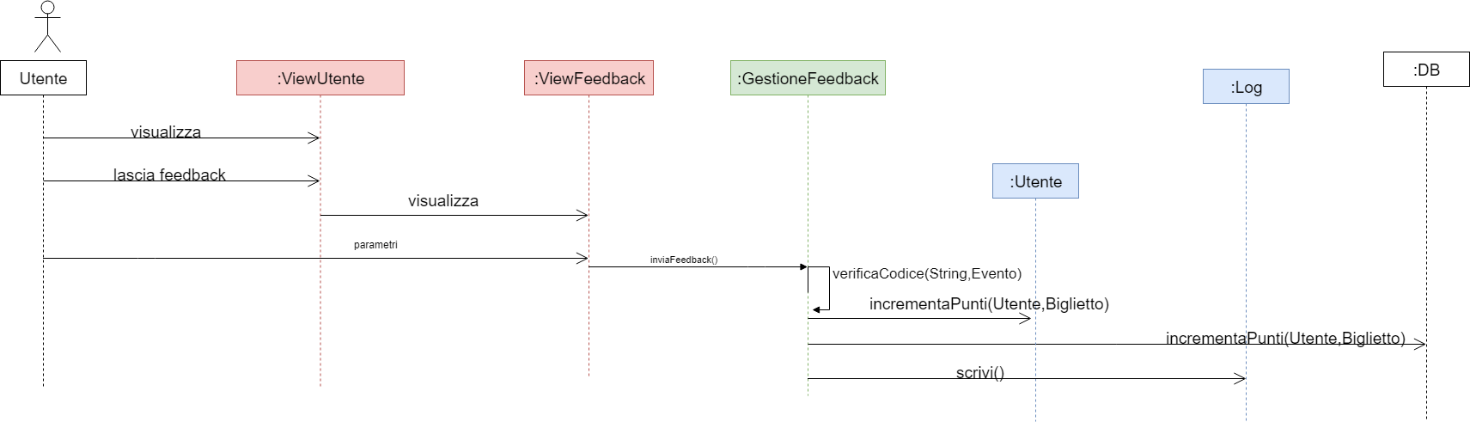 Utente
:ViewUtente
:ViewFeedback
:GestioneFeedback
:Log
:DB
visualizza
lascia feedback
:Utente
visualizza
parametri
inviaFeedback()
verificaCodice(String,Evento)
incrementaPunti(Utente,Biglietto)
incrementaPunti(Utente,Biglietto)
scrivi()